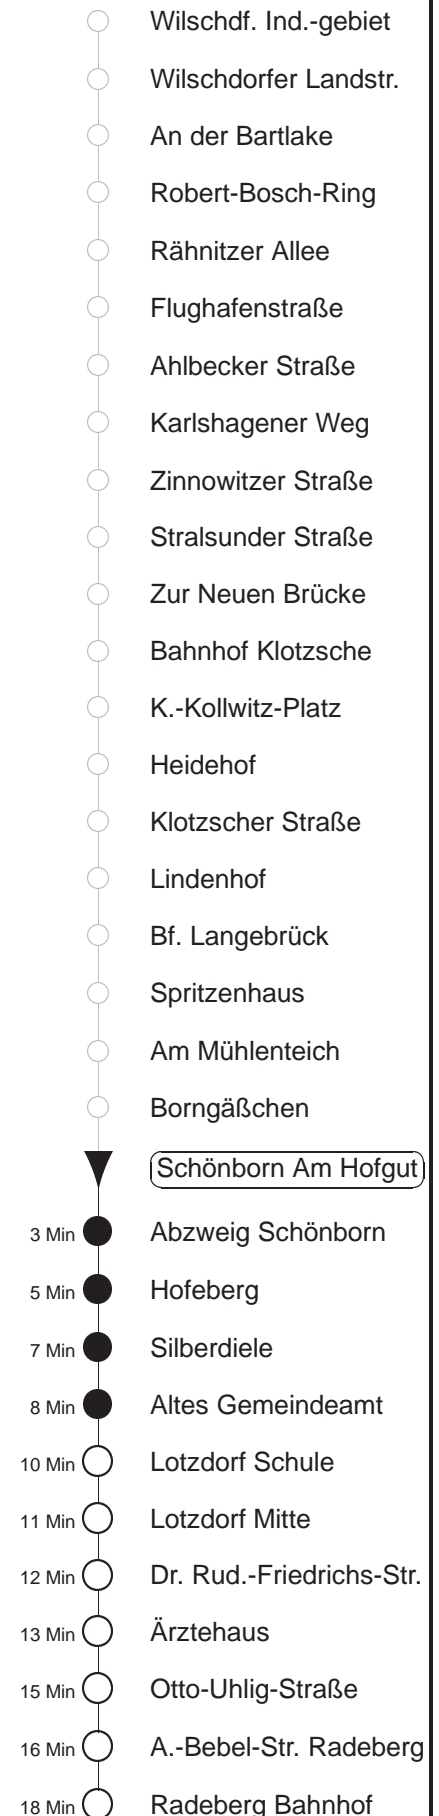 Wilschdf. Ind.-gebiet
Wilschdorfer Landstr.
An der Bartlake
Robert-Bosch-Ring
Rähnitzer Allee
Flughafenstraße
Ahlbecker Straße
Karlshagener Weg
Zinnowitzer Straße
Stralsunder Straße
Zur Neuen Brücke
Bahnhof Klotzsche
K.-Kollwitz-Platz
Heidehof
Klotzscher Straße
Lindenhof
Bf. Langebrück
Spritzenhaus
Am Mühlenteich
Borngäßchen
Schönborn Am Hofgut
3 Min Abzweig Schönborn
5 Min Hofeberg
7 Min Silberdiele
8 Min Altes Gemeindeamt
10 Min Lotzdorf Schule
11 Min Lotzdorf Mitte
12 Min Dr. Rud.-Friedrichs-Str.
13 Min Ärztehaus
15 Min Otto-Uhlig-Straße
16 Min A.-Bebel-Str. Radeberg
18 Min Radeberg Bahnhof